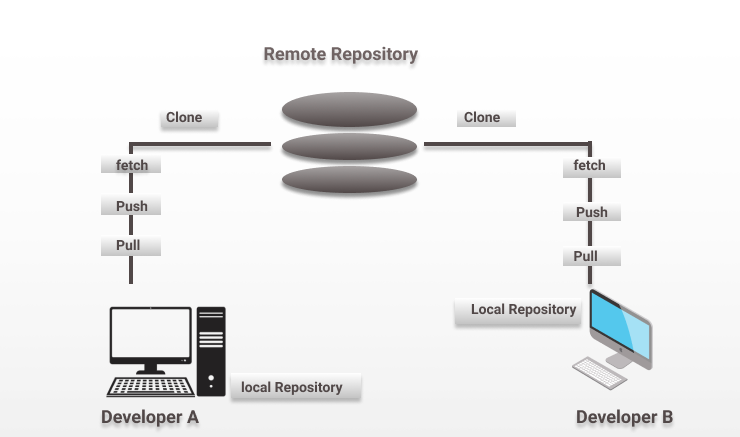 Remote Repository
Clone
Clone
fetch
fetch
Push
Push
Pull
Pull
Local Repository
local Repository
Developer A
Developer B